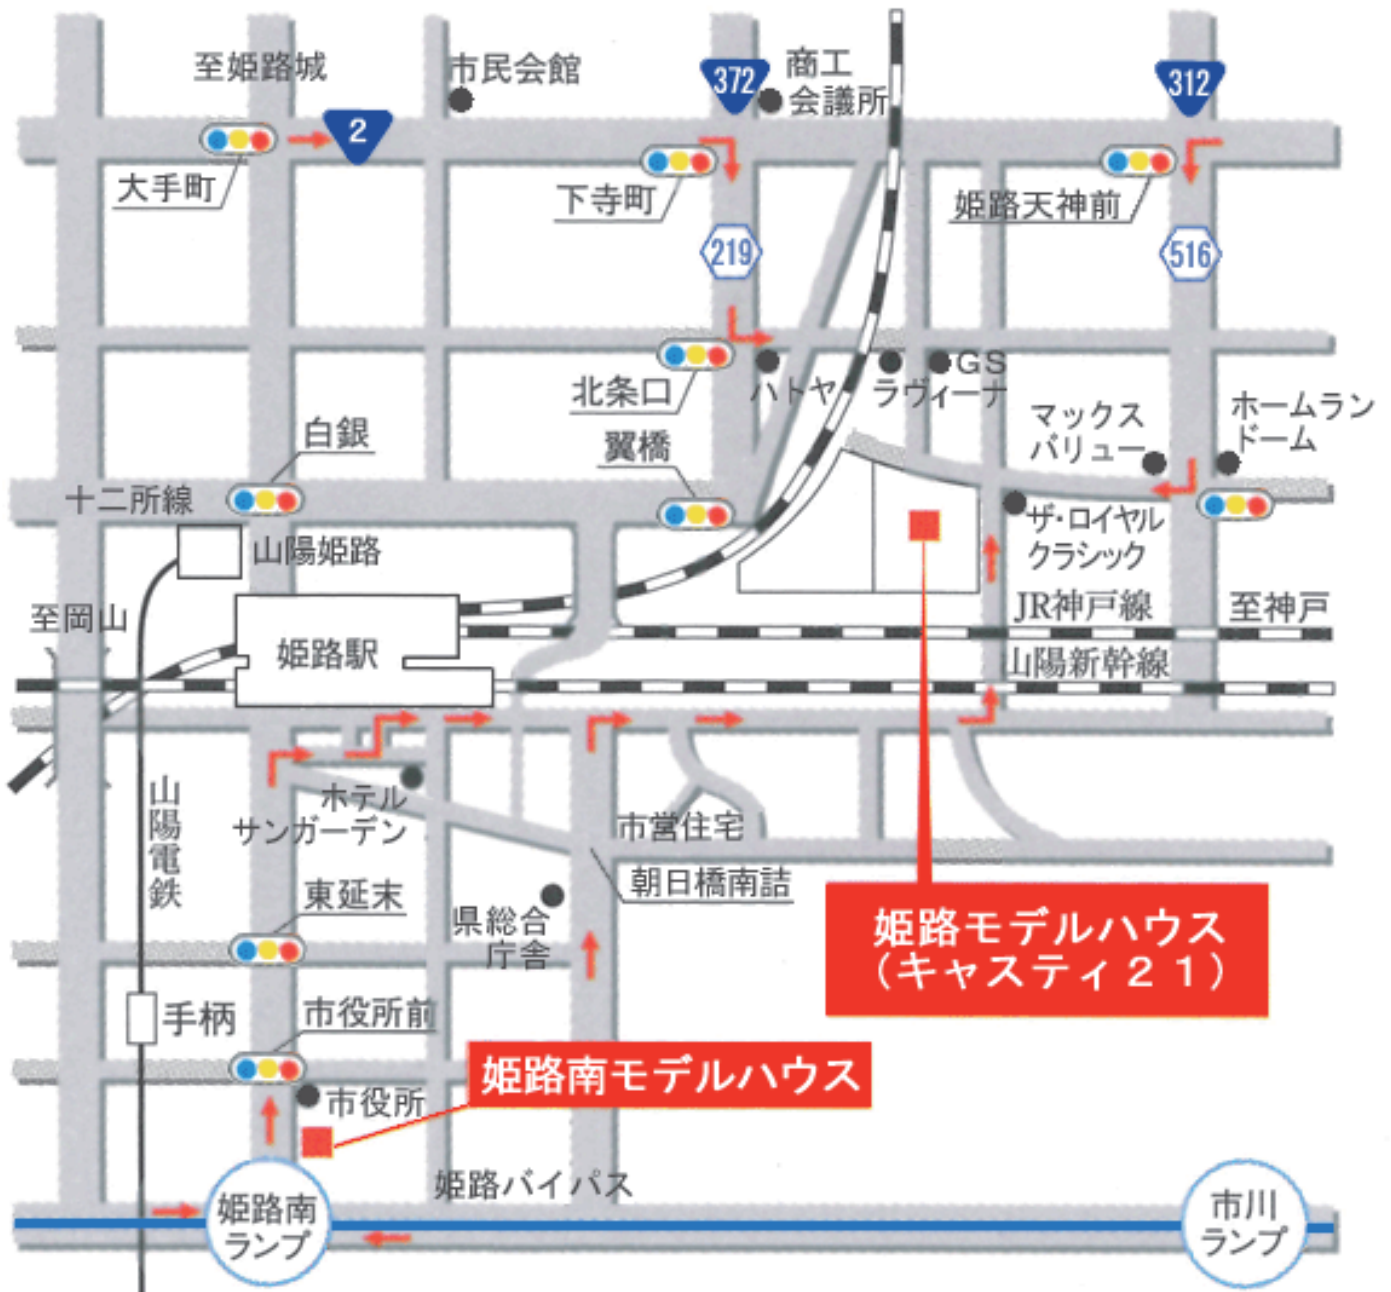 至姫路城
市民会館
372
商工
会議所
312
2
大手町
下寺町
姫路天神前
219
516
北条口
ハトヤ
ラヴィーナ
GS
マックス
バリュー
ホームラン
ドーム
白銀
翼橋
十二所線
山陽姫路
ザ・ロイヤル
クラシック
至岡山
姫路駅
JR神戸線
至神戸
山陽新幹線
山陽電鉄
ホテル
サンガーデン
市営住宅
朝日橋南詰
東延末
県総合
庁舎
姫路モデルハウス
(キャスティ21)
手柄
市役所前
姫路南モデルハウス
市役所
姫路バイパス
姫路南
ランプ
市川
ランプ